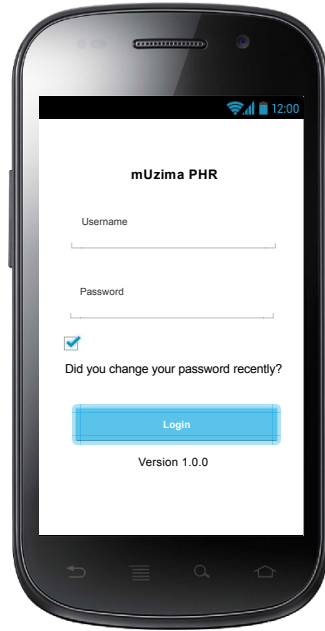 12:00
mUzima PHR
Username
Password
Did you change your password recently?
Login
Version 1.0.0